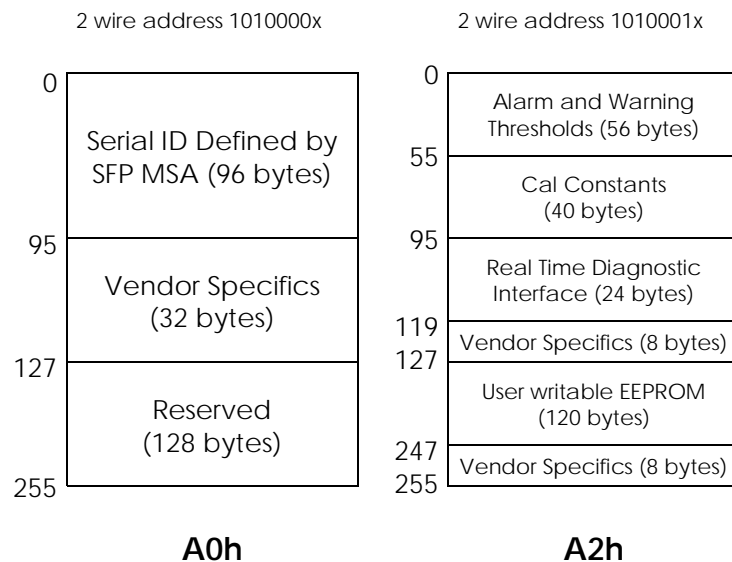 2 wire address 1010000x
0
Serial ID Defined by
SFP MSA (96 bytes)
95
Vendor Specifics
(32 bytes)
127
Reserved
(128 bytes)
255
A0h
2 wire address 1010001x
0
Alarm and Warning
Thresholds (56 bytes)
55
Cal Constants
(40 bytes)
95
Real Time Diagnostic
Interface (24 bytes)
119
Vendor Specifics (8 bytes)
127
User writable EEPROM
(120 bytes)
247
Vendor Specifics (8 bytes)
255
A2h